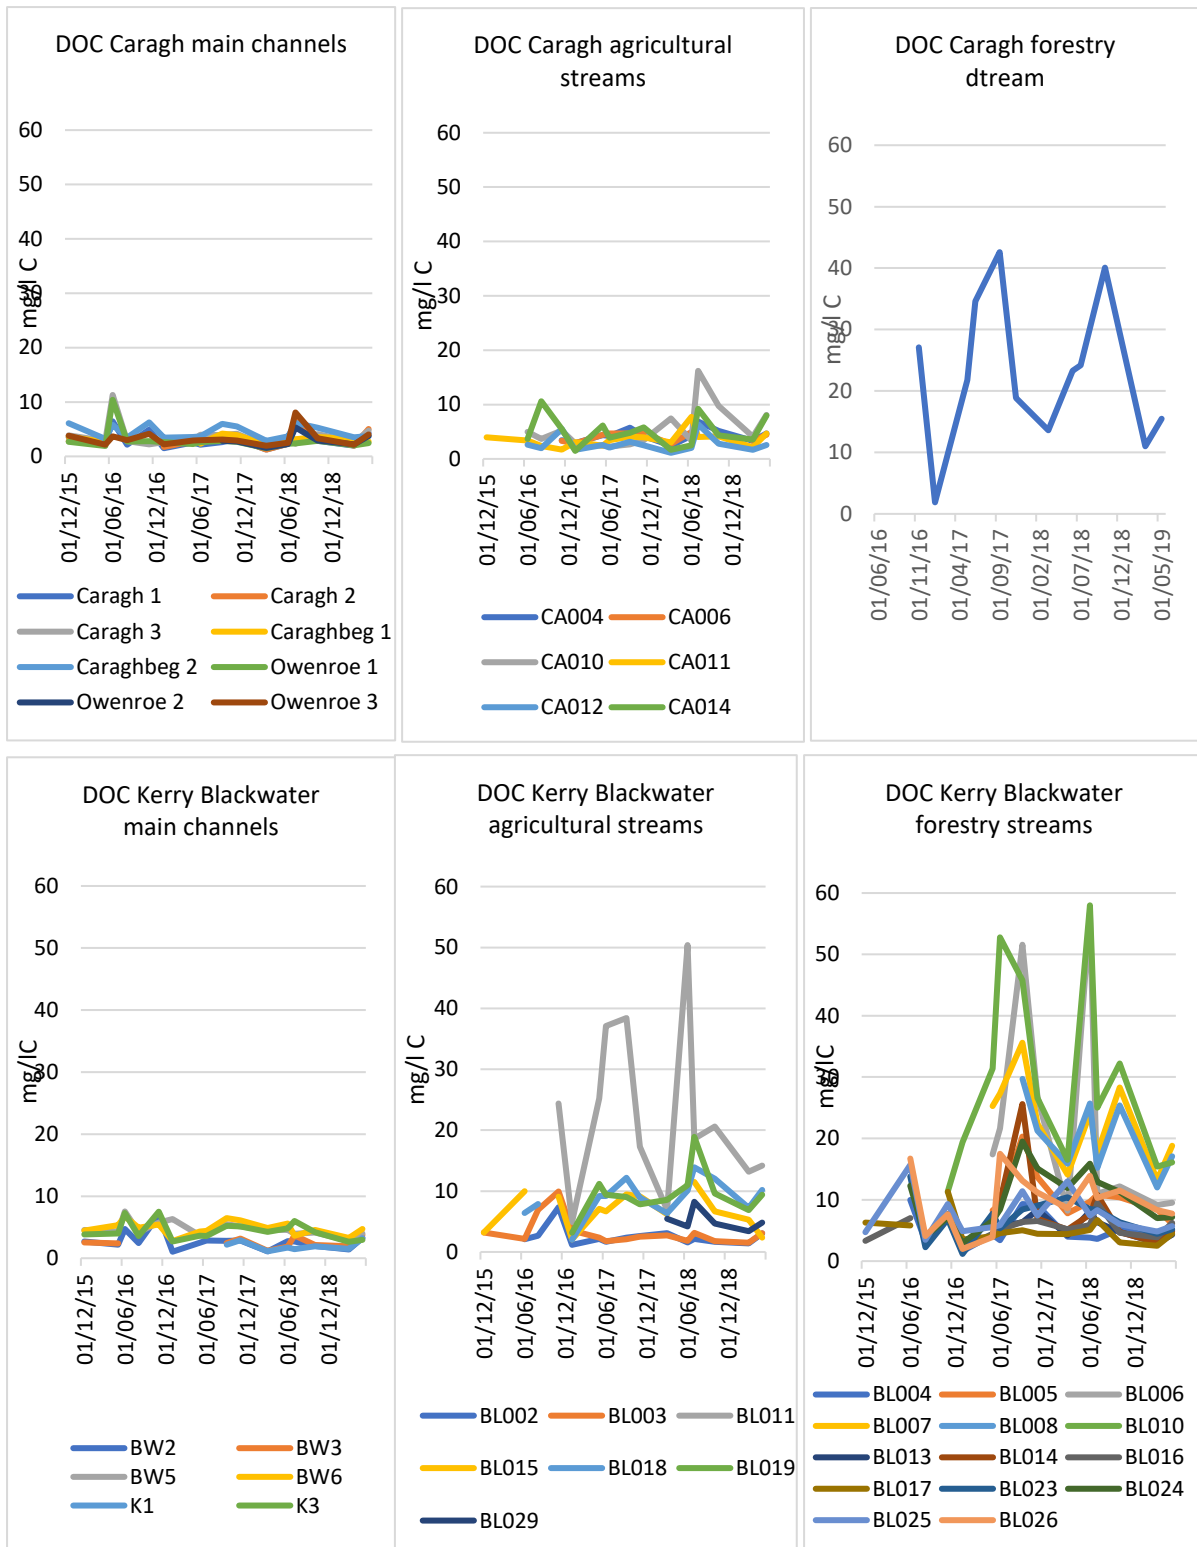 DOC Caragh main channels
60
50
40
30
20
10
0
mg/l C
01/12/15
01/06/16
01/12/16
01/06/17
01/12/17
01/06/18
01/12/18
Caragh 1 Caragh 2
Caragh 3 Caraghbeg 1
Caraghbeg 2 Owenroe 1
Owenroe 2 Owenroe 3
DOC Caragh agricultural
streams
60
50
40
30
20
10
0
mg/l C
01/12/15
01/06/16
01/12/16
01/06/17
01/12/17
01/06/18
01/12/18
CA004 CA006
CA010 CA011
CA012 CA014
DOC Caragh forestry
dtream
60
50
40
30
20
10
0
mg/l C
01/06/16
01/11/16
01/04/17
01/09/17
01/02/18
01/07/18
01/12/18
01/05/19
DOC Kerry Blackwater
main channels
60
50
40
30
20
10
0
mg/lC
01/12/15
01/06/16
01/12/16
01/06/17
01/12/17
01/06/18
01/12/18
BW2 BW3
BW5 BW6
K1 K3
DOC Kerry Blackwater
agricultural streams
60
50
40
30
20
10
0
mg/l C
01/12/15
01/06/16
01/12/16
01/06/17
01/12/17
01/06/18
01/12/18
BL002 BL003 BL011
BL015 BL018 BL019
BL029
DOC Kerry Blackwater
forestry streams
60
50
40
30
20
10
0
mg/lC
01/12/15
01/06/16
01/12/16
01/06/17
01/12/17
01/06/18
01/12/18
BL004 BL005 BL006
BL007 BL008 BL010
BL013 BL014 BL016
BL017 BL023 BL024
BL025 BL026